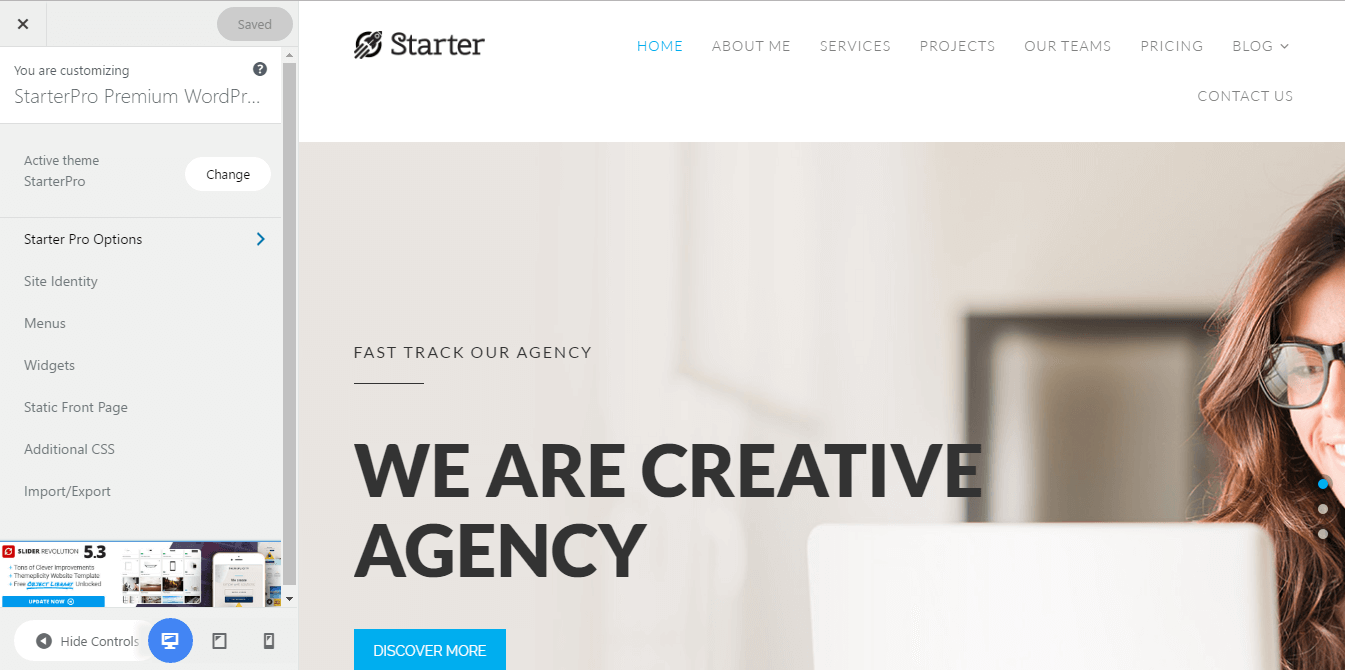 Saved
You are customizing
StarterPro Premium WordPr...
Active theme
StarterPro
Change
Starter Pro Options
Site Identity
Menus
Widgets
Static Front Page
Additional CSS
Import/Export
SLIDER REVOLUTION 5.3
Tons of Clever Improvements
Themeplicity Website Template
Free Object Library Unlocked
UPDATE NOW
Hide Controls
Starter
HOME ABOUT ME SERVICES PROJECTS OUR TEAMS PRICING BLOG
CONTACT US
FAST TRACK OUR AGENCY
WE ARE CREATIVE
AGENCY
DISCOVER MORE